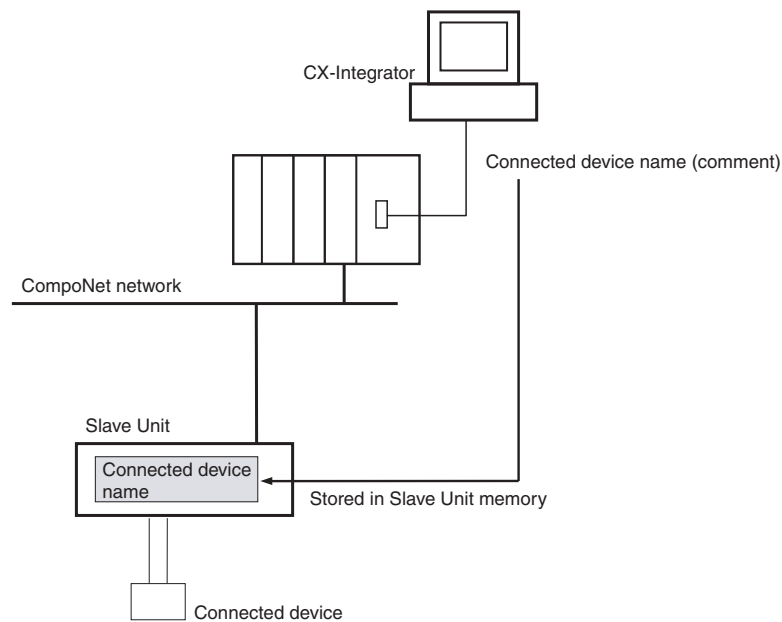 CX-Integrator
Connected device name (comment)
CompoNet network
Slave Unit
Connected device
name
Stored in Slave Unit memory
Connected device